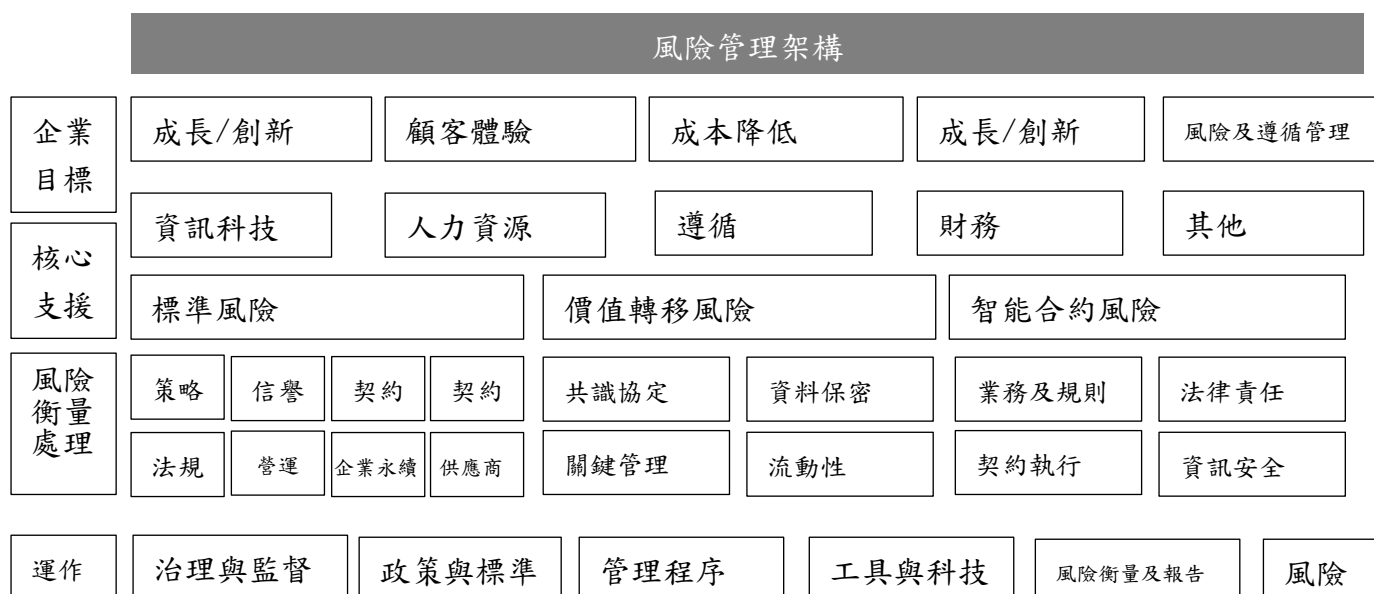 風險管理架構
企業
目標
成長/創新
顧客體驗
成本降低
成長/創新
風險及遵循管理
核心
支援
資訊科技
人力資源
遵循
財務
其他
標準風險
價值轉移風險
智能合約風險
風險
衡量
處理
策略
信譽
契約
契約
共識協定
資料保密
業務及規則
法律責任
法規
營運
企業永續
供應商
關鍵管理
流動性
契約執行
資訊安全
運作
治理與監督
政策與標準
管理程序
工具與科技
風險衡量及報告
風險